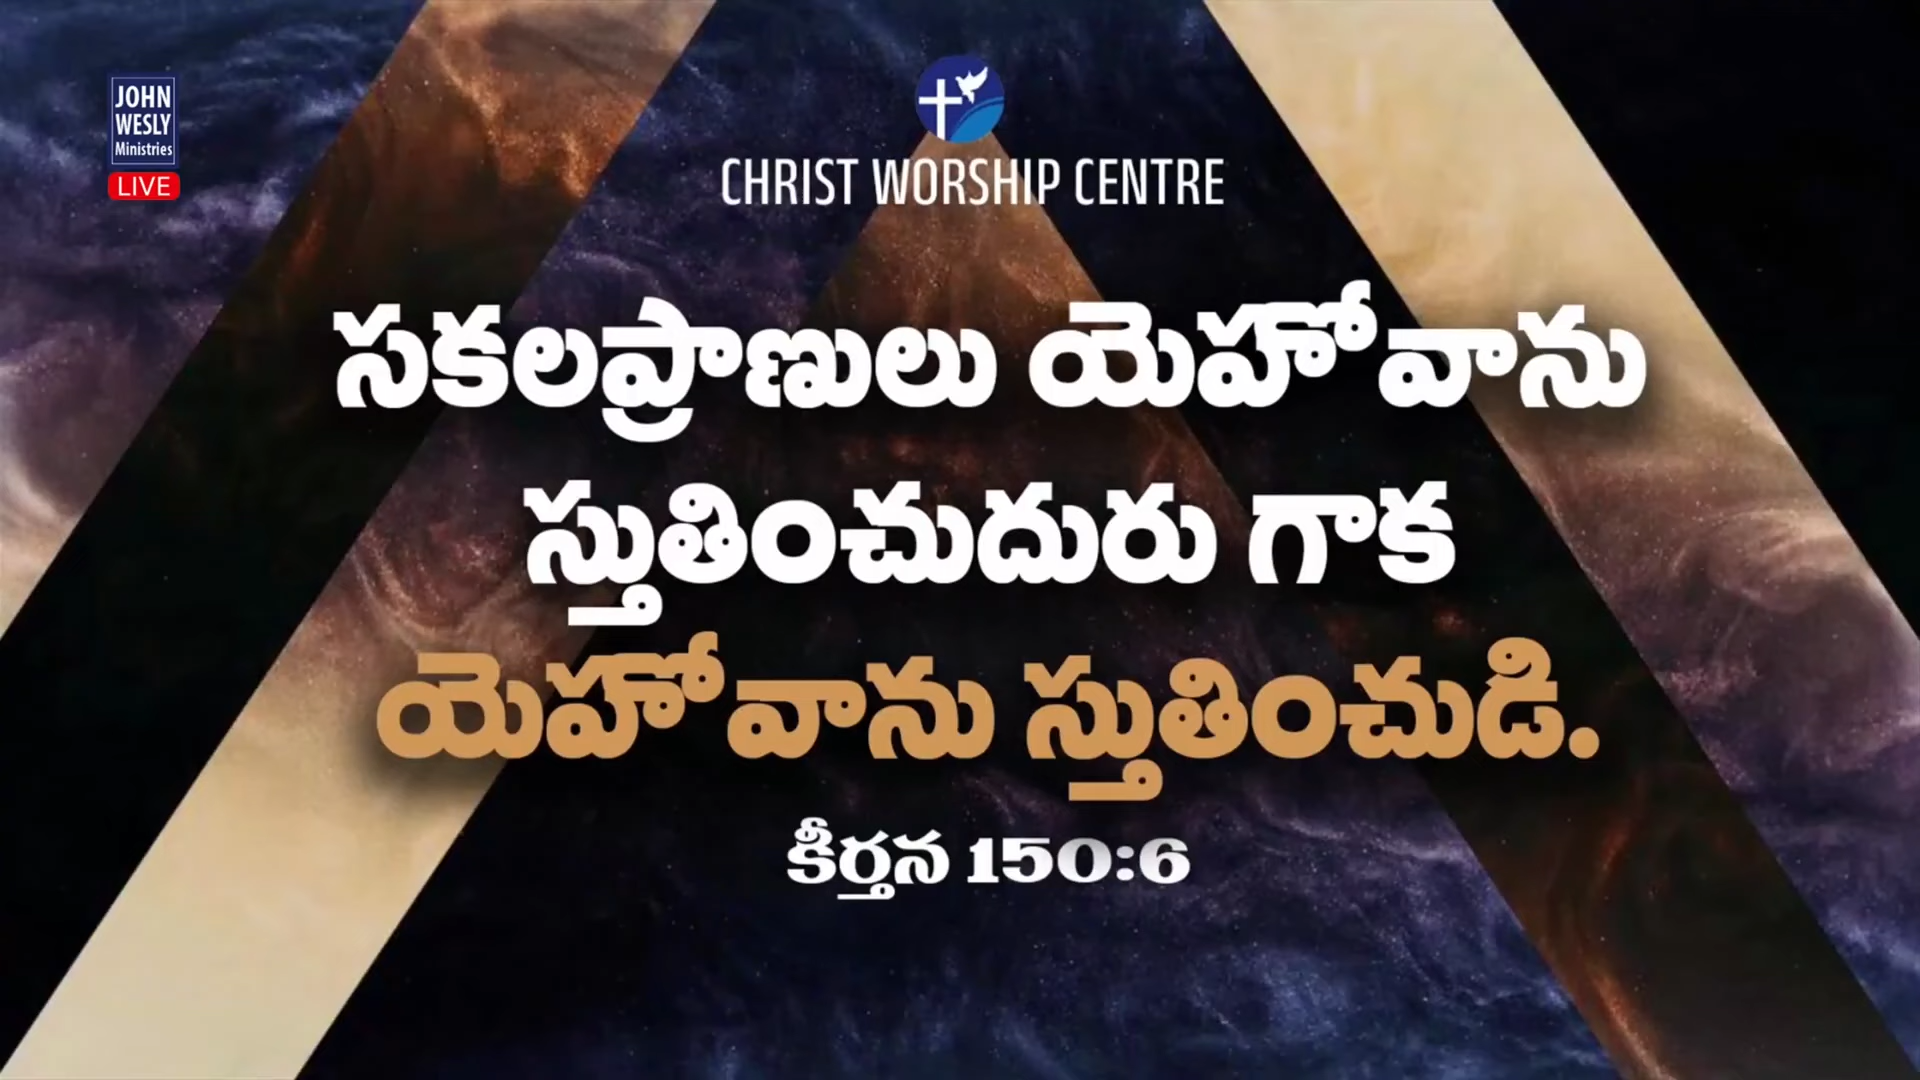 JOHN
WESLY
Ministries
LIVE
CHRIST WORSHIP CENTRE
సకలప్రాణులు యెహోవాను
స్తుతించుదురు గాక
యెహోవాను స్తుతించుడి.
కీర్తన 150:6